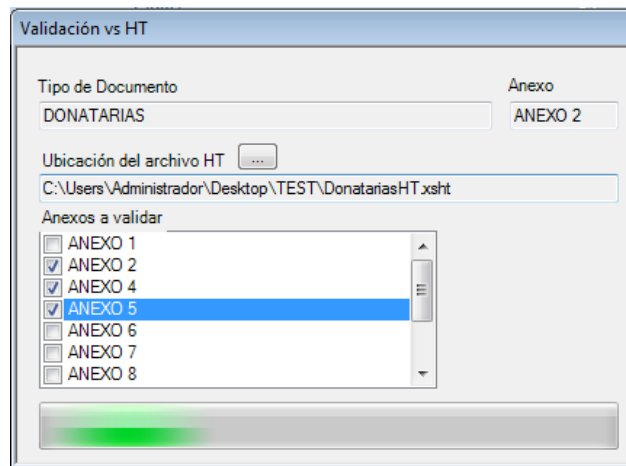 Validación vs HT
Tipo de Documento
Anexo
DONATARIAS
ANEXO 2
Ubicación del archivo HT ...
C:\Users\Administrador\Desktop\TEST\DonatariasHT.xsht
Anexos a validar
ANEXO 1
ANEXO 2
ANEXO 4
ANEXO 5
ANEXO 6
ANEXO 7
ANEXO 8